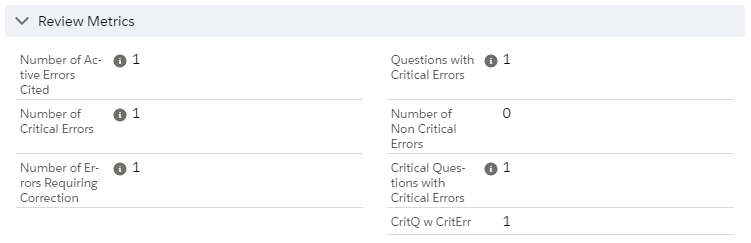 Review Metrics
Number of Ac-
tive Errors
Cited
1
Questions with
Critical Errors
1
Number of
Critical Errors
1
Number of
Non Critical
Errors
0
Number of Er-
rors Requiring
Correction
1
Critical Ques-
tions with
Critical Errors
1
CritQ w CritErr
1